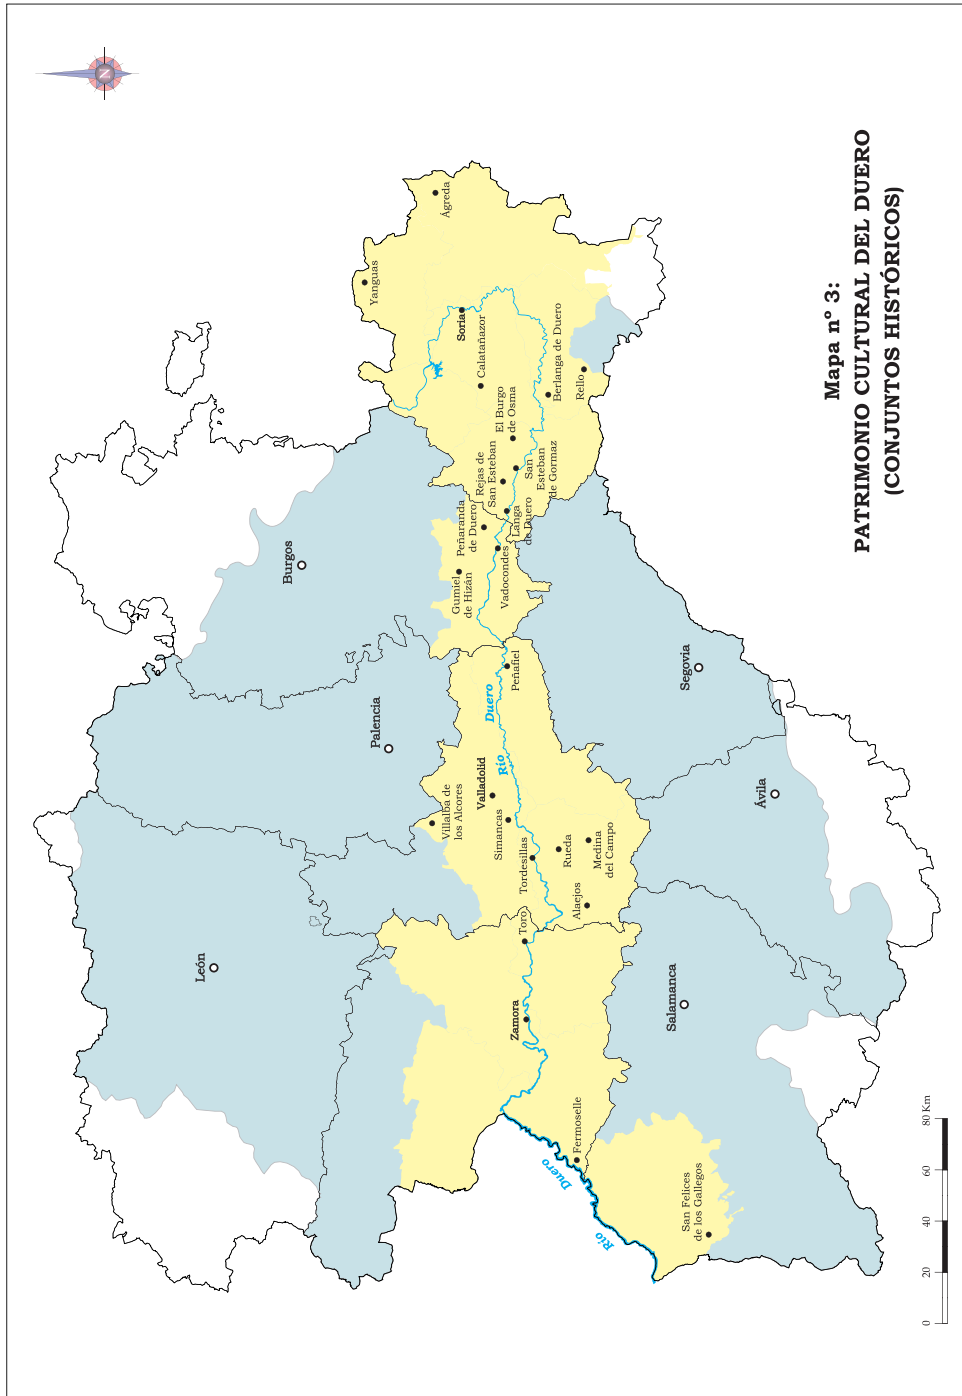 N
León
Burgos
Yanguas
Palencia
Ágreda
Villalba de
los Alcores
Gumiel
de Hizán
Soria
Peñaranda
de Duero
Calatañazor
Valladolid
Rejas de
San Esteban
Duero
Río
Simancas
El Burgo
de Osma
Vadocondes
Langa
de Duero
Peñafiel
Zamora
Toro
Tordesillas
San
Esteban
de Gormaz
Berlanga de Duero
Rueda
Rello
Alaejos
Medina
del Campo
Fermoselle
Duero
Río
Salamanca
Segovia
San Felices
de los Gallegos
Ávila
Mapa nº 3:
PATRIMONIO CULTURAL DEL DUERO
(CONJUNTOS HISTÓRICOS)
0 20 40 60 80 Km